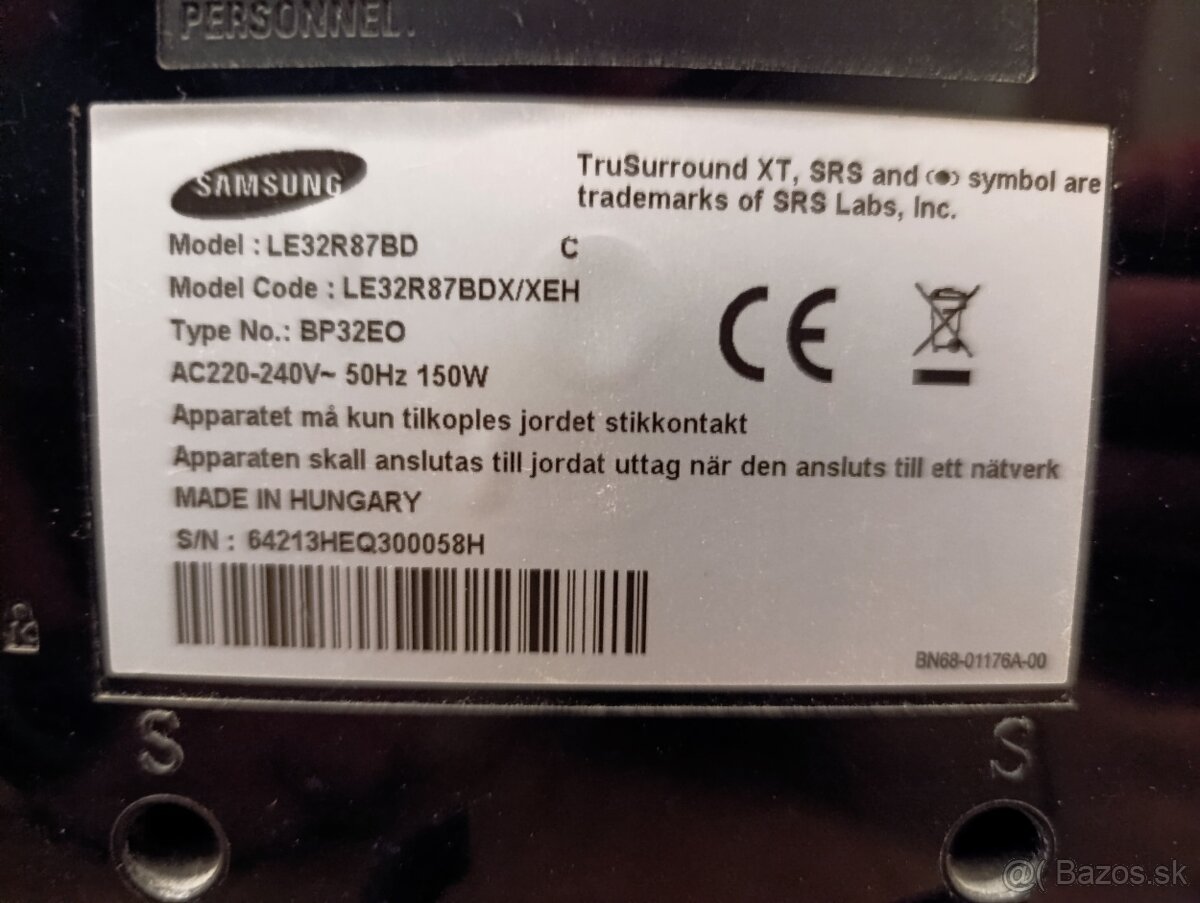 PERSONNEL.
SAMSUNG
TruSurround XT, SRS and (●) symbol are
trademarks of SRS Labs, Inc.
Model : LE32R87BD C
Model Code : LE32R87BDX/XEH
Type No.: BP32EO
AC220-240V~ 50Hz 150W
Apparatet må kun tilkoples jordet stikkontakt
Apparaten skall anslutas till jordat uttag när den ansluts till ett nätverk
MADE IN HUNGARY
S/N : 64213HEQ300058H
CE
BN68-01176A-00
S
S
@( Bazos.sk